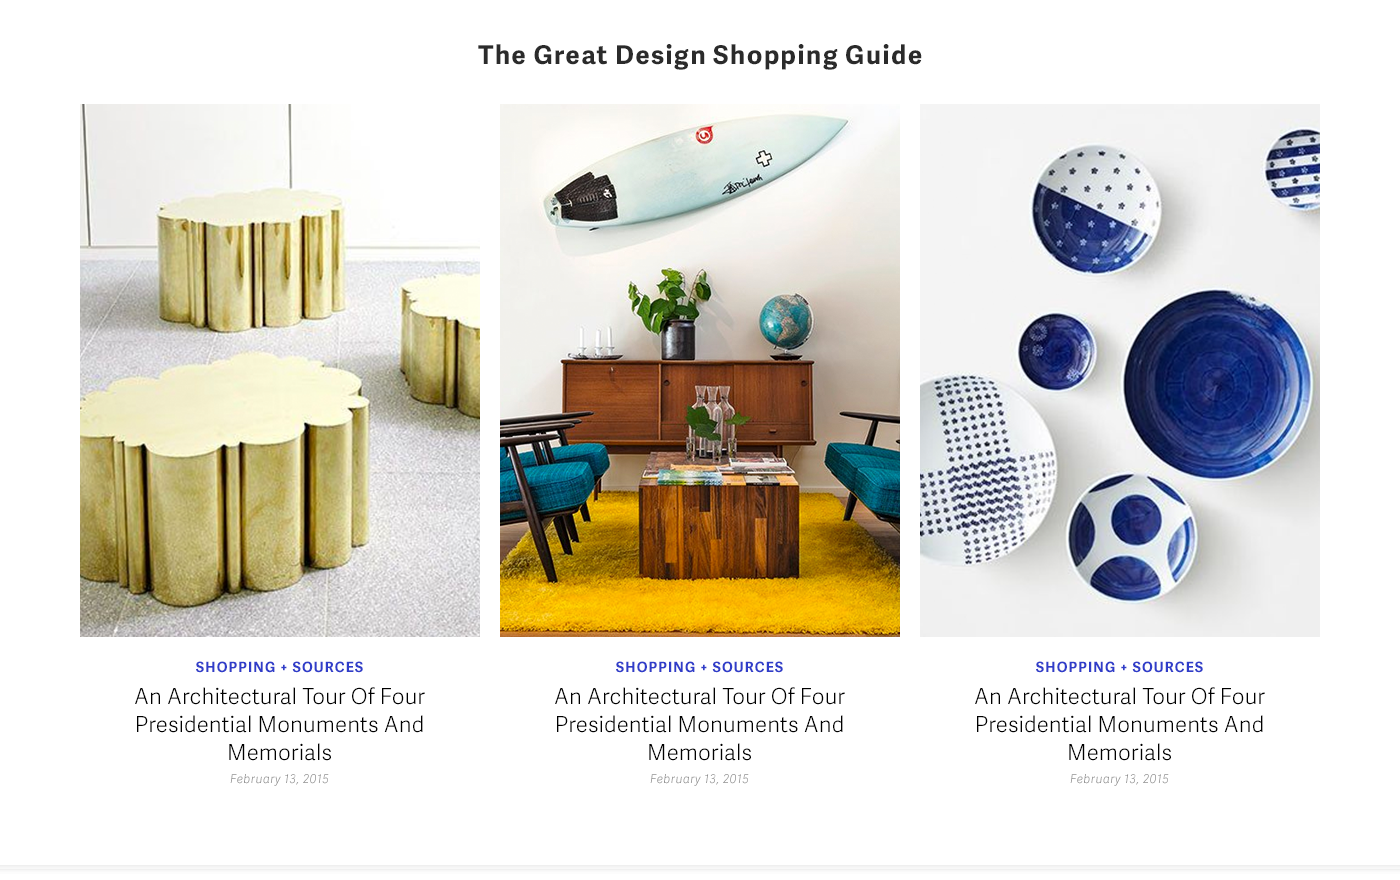 The Great Design Shopping Guide
SHOPPING + SOURCES
An Architectural Tour Of Four
Presidential Monuments And
Memorials
February 13, 2015
SHOPPING + SOURCES
An Architectural Tour Of Four
Presidential Monuments And
Memorials
February 13, 2015
SHOPPING + SOURCES
An Architectural Tour Of Four
Presidential Monuments And
Memorials
February 13, 2015